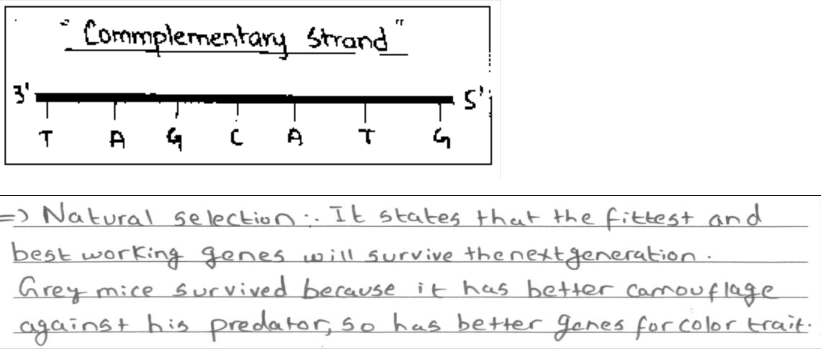 "Commplementary Strand"
3' 5'
T A G C A T G
=> Natural selection :. It states that the fittest and
best working genes will survive the next generation.
Grey mice survived because it has better camouflage
against his predator, so has better genes for color trait.